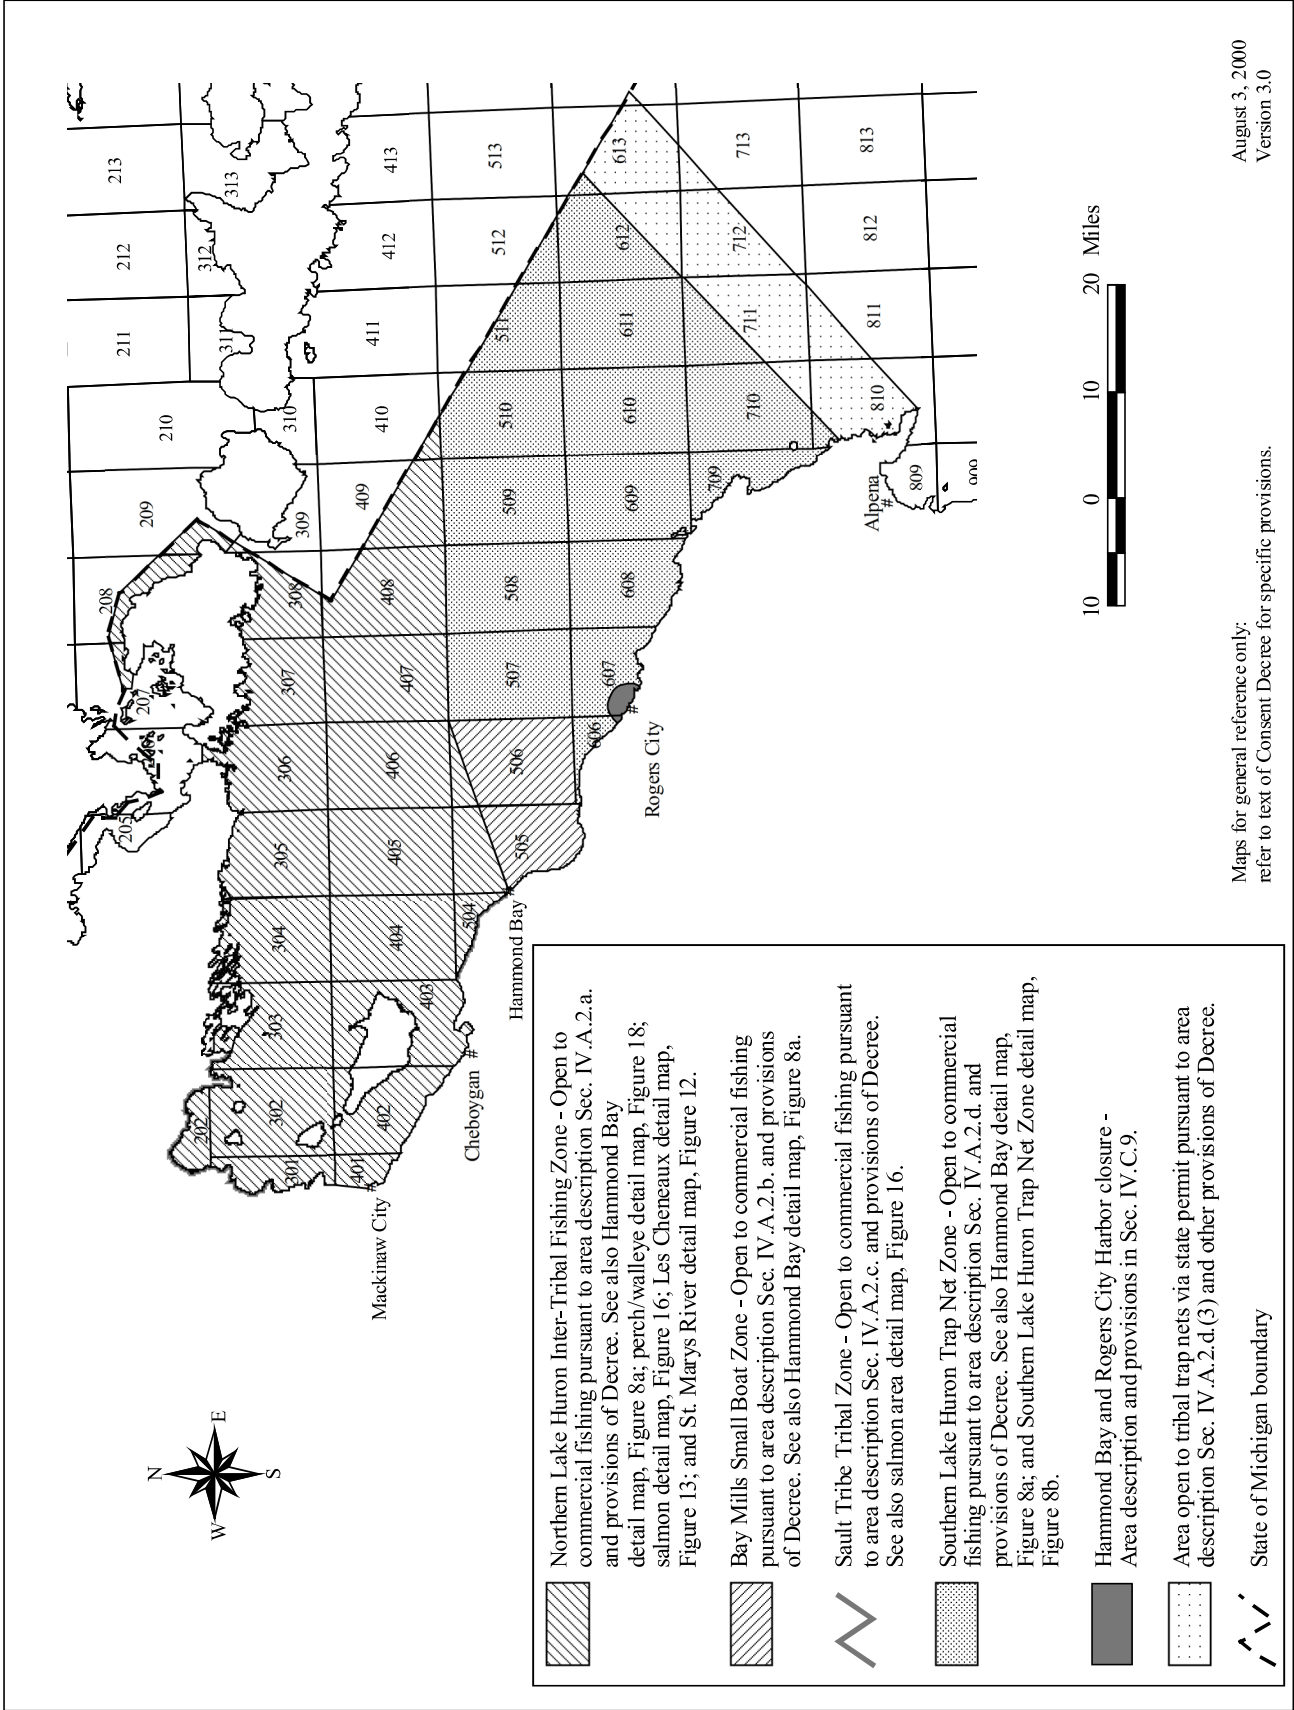 N
W
E
S
208
209
210
211
212
213
205
206
207
202
311
312
313
301
302
303
304
305
306
307
308
309
310
401
402
403
404
405
406
407
408
409
410
411
412
413
504
505
506
507
508
509
510
511
512
513
606
607
608
609
610
611
612
613
709
710
711
712
713
809
810
811
812
813
909
Mackinaw City
#
Cheboygan
#
Hammond Bay
#
Rogers City
#
Alpena
#
Northern Lake Huron Inter-Tribal Fishing Zone - Open to
commercial fishing pursuant to area description Sec. IV.A.2.a.
and provisions of Decree. See also Hammond Bay
detail map, Figure 8a; perch/walleye detail map, Figure 18;
salmon detail map, Figure 16; Les Cheneaux detail map,
Figure 13; and St. Marys River detail map, Figure 12.
Bay Mills Small Boat Zone - Open to commercial fishing
pursuant to area description Sec. IV.A.2.b. and provisions
of Decree. See also Hammond Bay detail map, Figure 8a.
Sault Tribe Tribal Zone - Open to commercial fishing pursuant
to area description Sec. IV.A.2.c. and provisions of Decree.
See also salmon area detail map, Figure 16.
Southern Lake Huron Trap Net Zone - Open to commercial
fishing pursuant to area description Sec. IV.A.2.d. and
provisions of Decree. See also Hammond Bay detail map,
Figure 8a; and Southern Lake Huron Trap Net Zone detail map,
Figure 8b.
Hammond Bay and Rogers City Harbor closure -
Area description and provisions in Sec. IV.C.9.
Area open to tribal trap nets via state permit pursuant to area
description Sec. IV.A.2.d.(3) and other provisions of Decree.
State of Michigan boundary
10 0 10 20 Miles
Maps for general reference only:
refer to text of Consent Decree for specific provisions.
August 3, 2000
Version 3.0